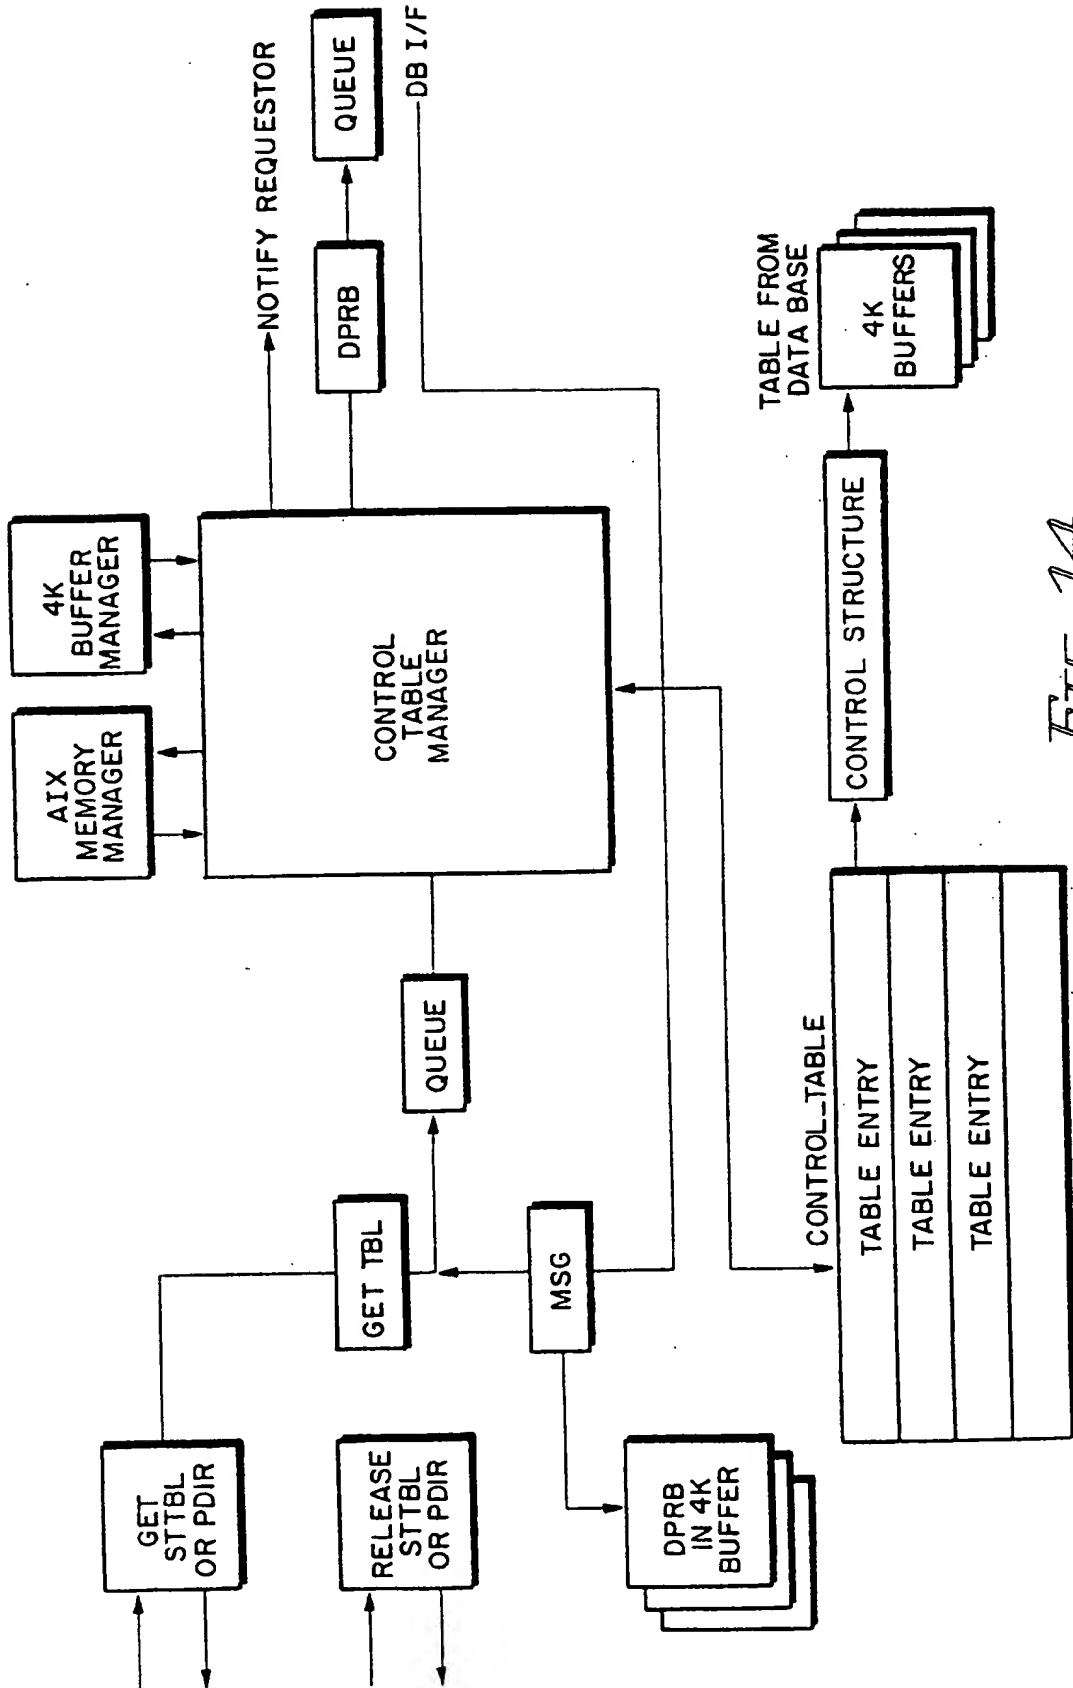 GET
STTBL
OR PDIR
RELEASE
STTBL
OR PDIR
DPRB
IN 4K
BUFFER
GET TBL
MSG
QUEUE
AIX
MEMORY
MANAGER
4K
BUFFER
MANAGER
CONTROL
TABLE
MANAGER
NOTIFY REQUESTOR
DPRB
QUEUE
DB I/F
CONTROL_TABLE
TABLE ENTRY
TABLE ENTRY
TABLE ENTRY
CONTROL STRUCTURE
TABLE FROM
DATA BASE
4K
BUFFERS